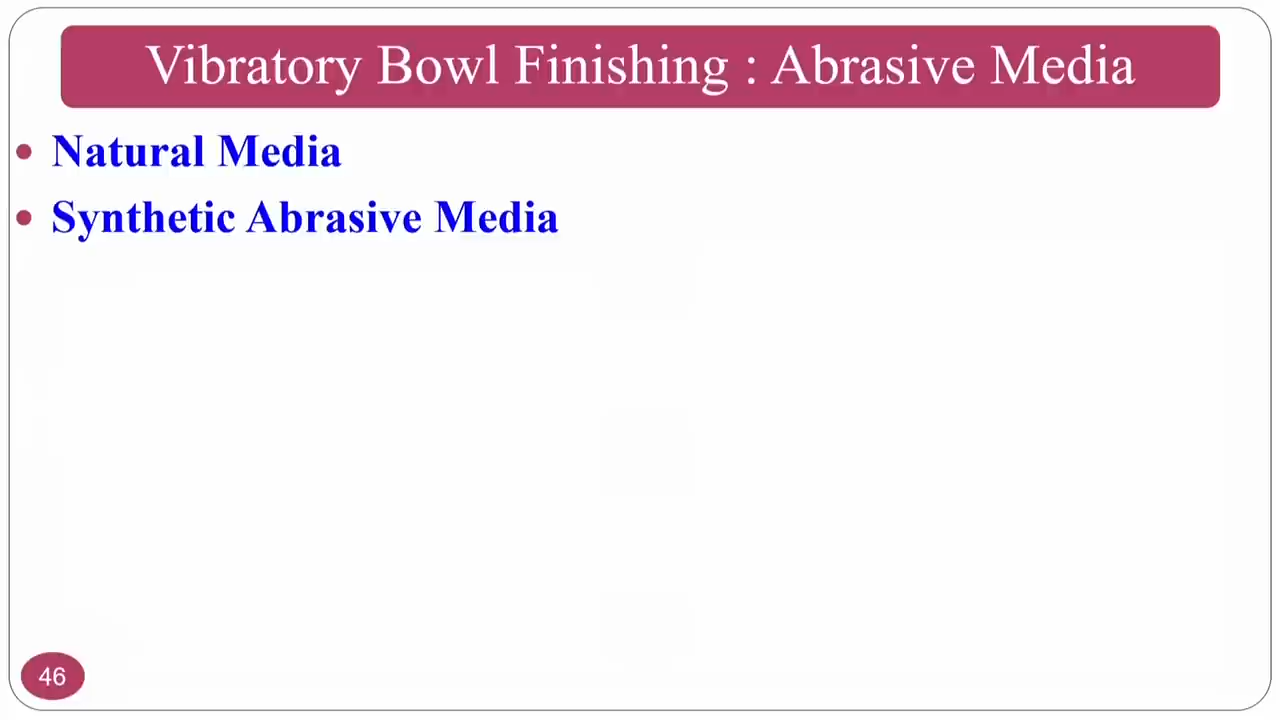 Vibratory Bowl Finishing : Abrasive Media
• Natural Media
• Synthetic Abrasive Media
46